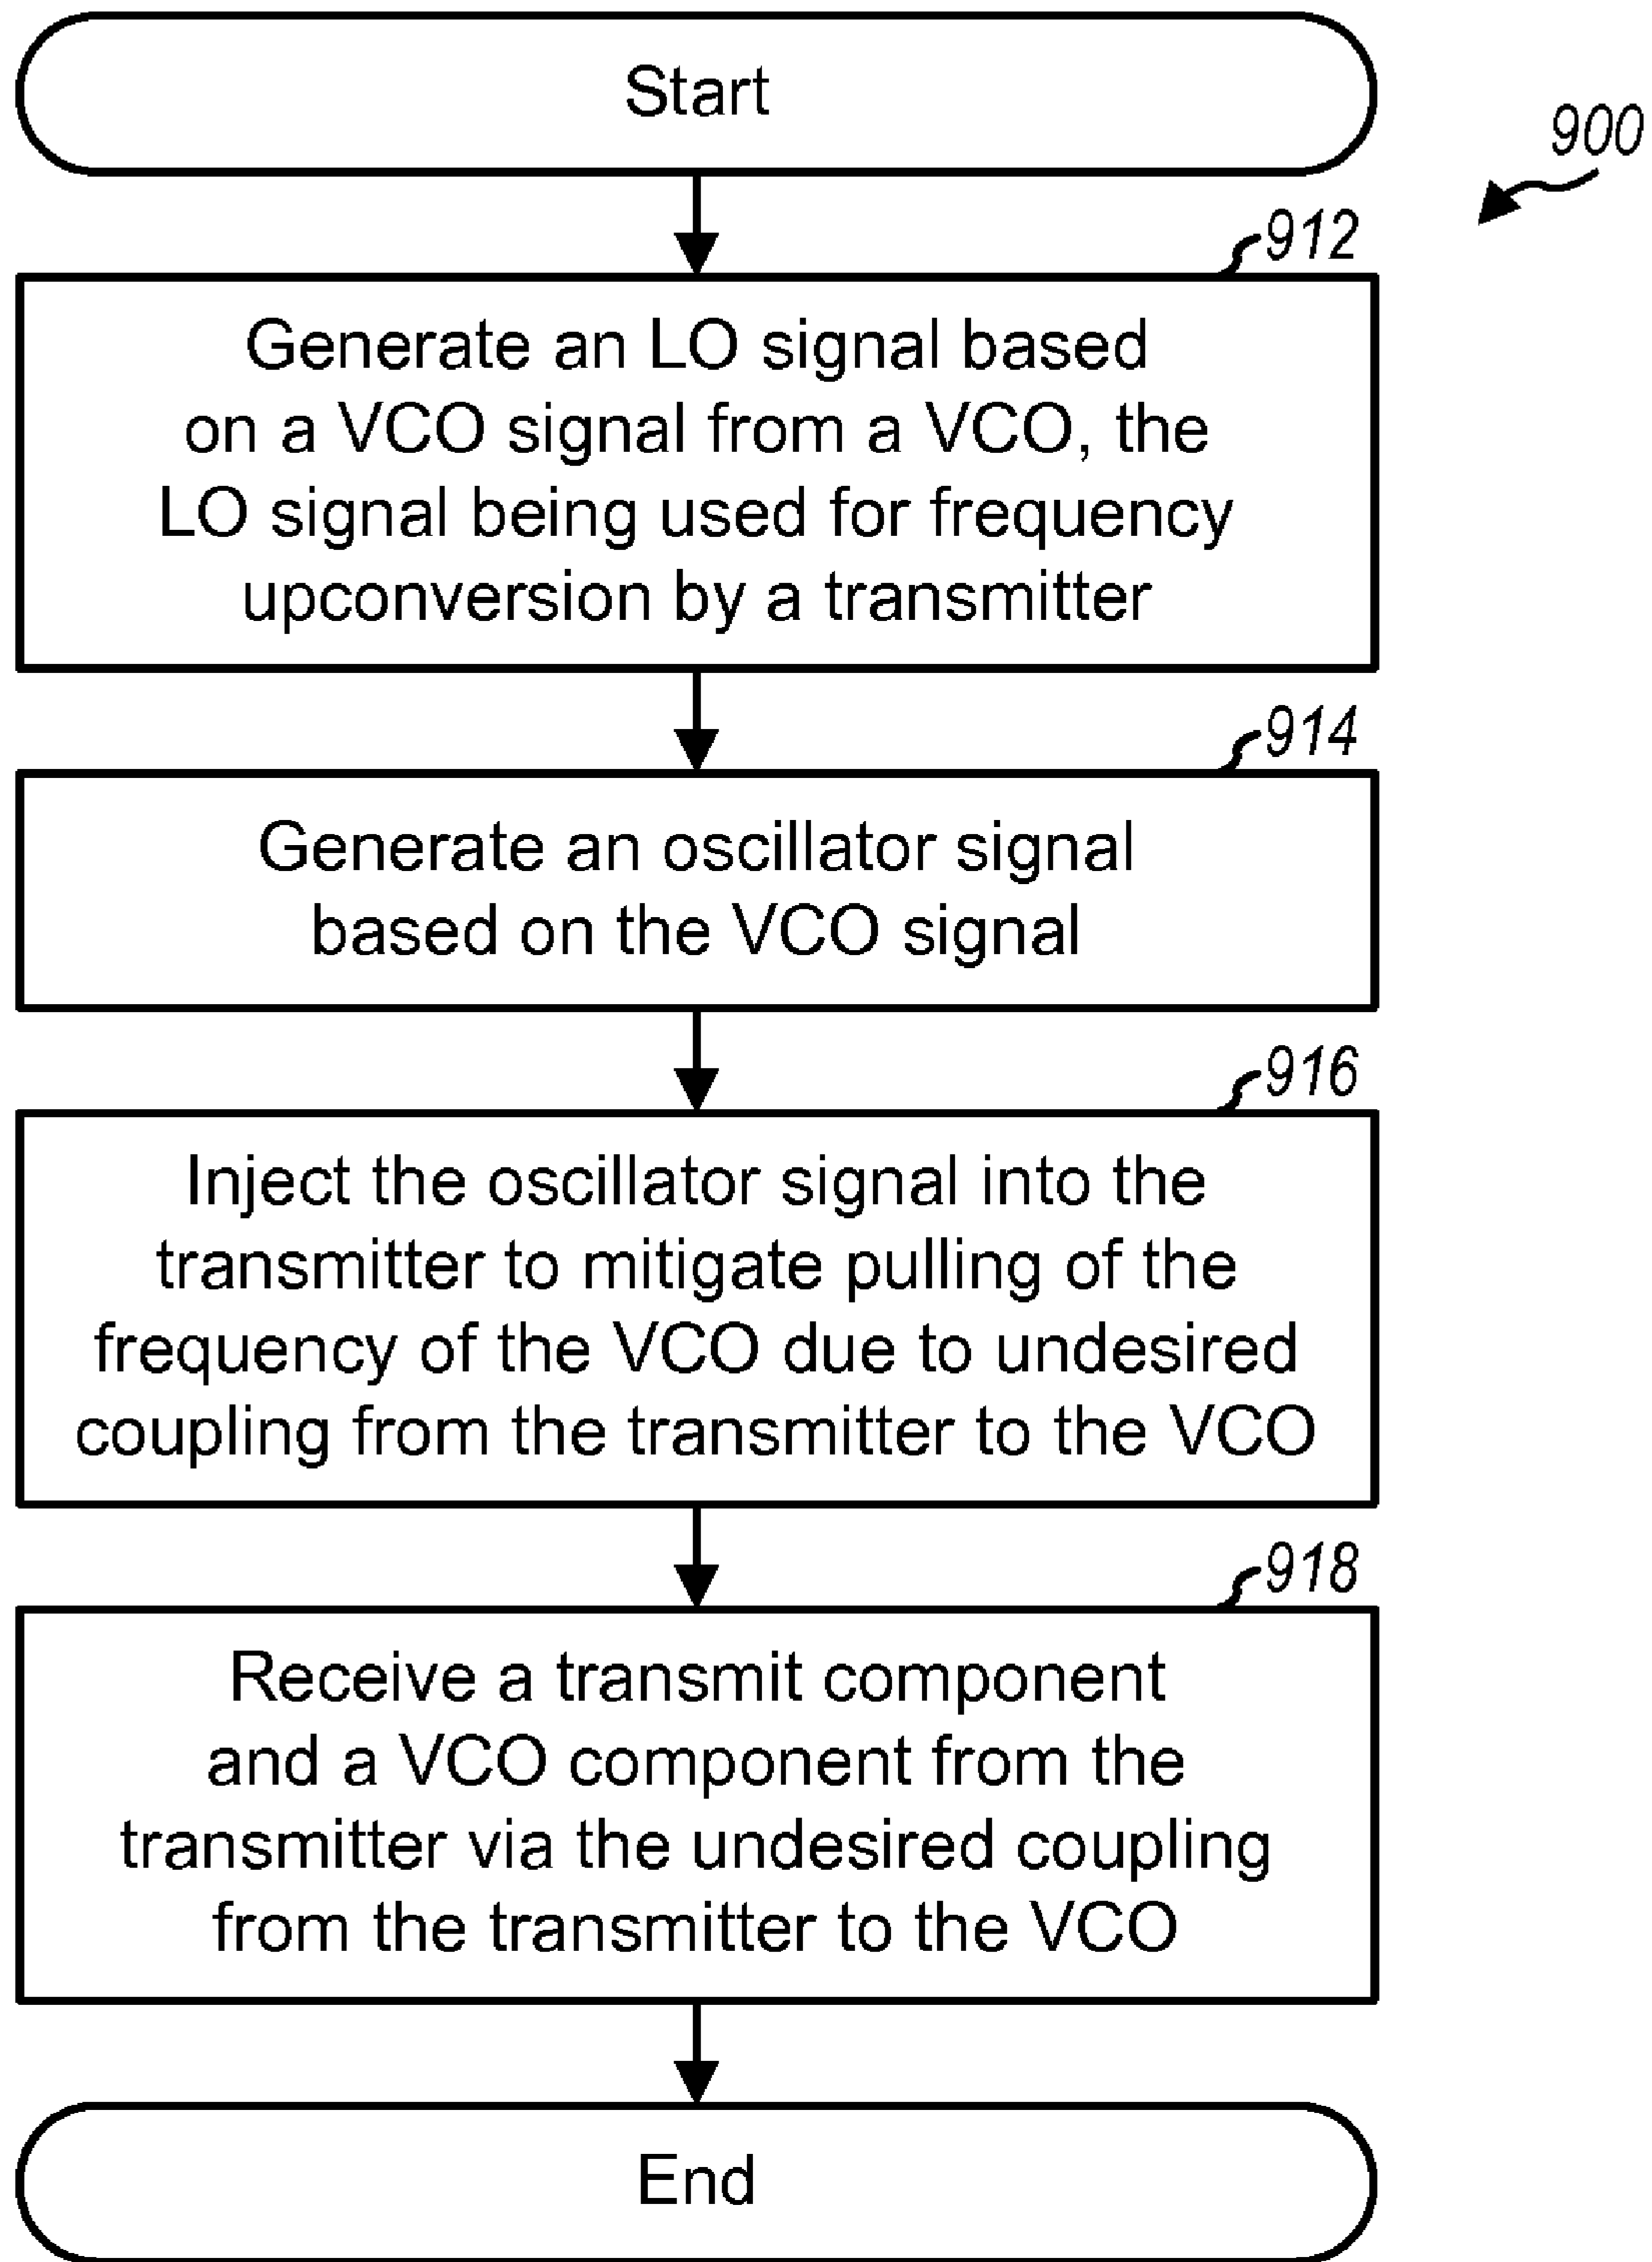 Start
900
912
Generate an LO signal based
on a VCO signal from a VCO, the
LO signal being used for frequency
upconversion by a transmitter
914
Generate an oscillator signal
based on the VCO signal
916
Inject the oscillator signal into the
transmitter to mitigate pulling of the
frequency of the VCO due to undesired
coupling from the transmitter to the VCO
918
Receive a transmit component
and a VCO component from the
transmitter via the undesired coupling
from the transmitter to the VCO
End